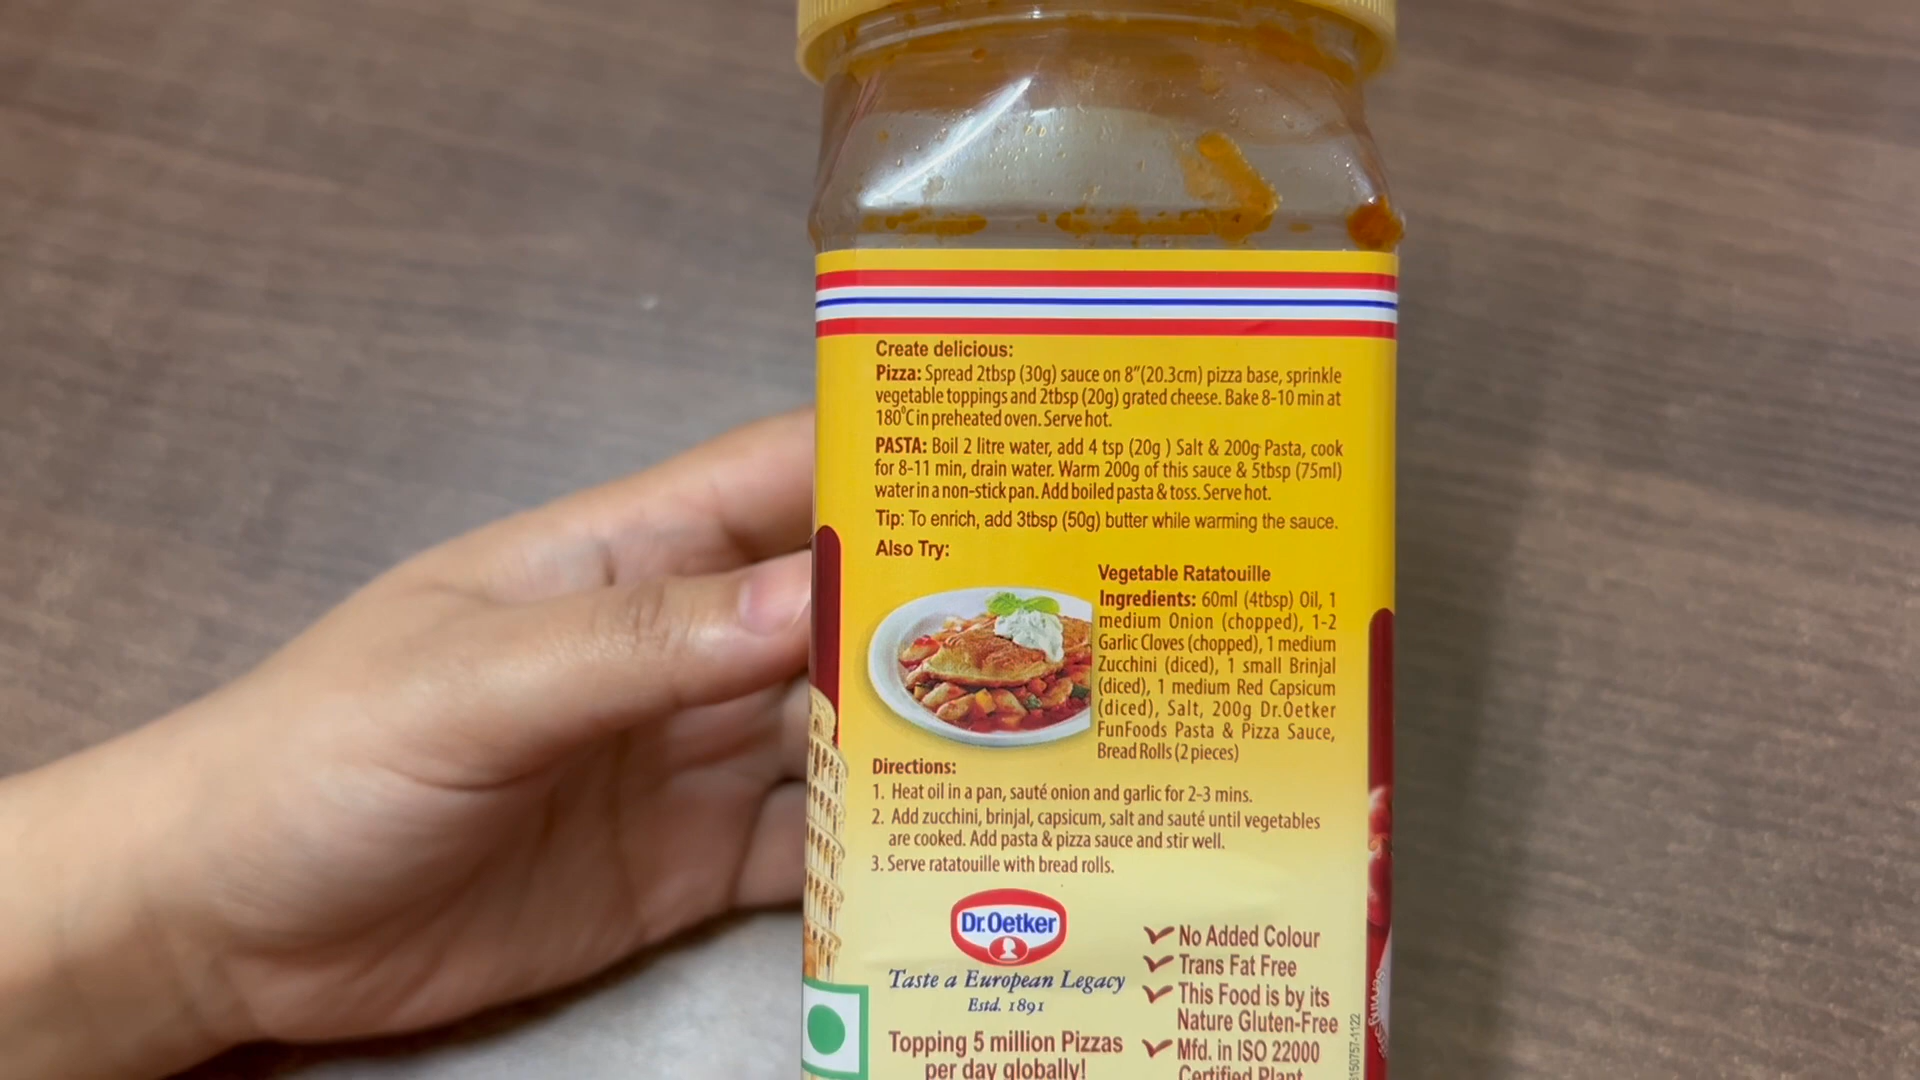 Create delicious:
Pizza: Spread 2tbsp (30g) sauce on 8"(20.3cm) pizza base, sprinkle
vegetable toppings and 2tbsp (20g) grated cheese. Bake 8-10 min at
180°C in preheated oven. Serve hot.
PASTA: Boil 2 litre water, add 4 tsp (20g ) Salt & 200g Pasta, cook
for 8-11 min, drain water. Warm 200g of this sauce & 5tbsp (75ml)
water in a non-stick pan. Add boiled pasta & toss. Serve hot.
Tip: To enrich, add 3tbsp (50g) butter while warming the sauce.
Also Try:
Vegetable Ratatouille
Ingredients: 60ml (4tbsp) Oil, 1
medium Onion (chopped), 1-2
Garlic Cloves (chopped), 1 medium
Zucchini (diced), 1 small Brinjal
(diced), 1 medium Red Capsicum
(diced), Salt, 200g Dr.Oetker
FunFoods Pasta & Pizza Sauce,
Bread Rolls (2 pieces)
Directions:
1. Heat oil in a pan, sauté onion and garlic for 2-3 mins.
2. Add zucchini, brinjal, capsicum, salt and sauté until vegetables
are cooked. Add pasta & pizza sauce and stir well.
3. Serve ratatouille with bread rolls.
Dr.Oetker
Taste a European Legacy
Estd. 1891
Topping 5 million Pizzas
per day globally!
No Added Colour
Trans Fat Free
This Food is by its
Nature Gluten-Free
Mfd. in ISO 22000
Certified Plant